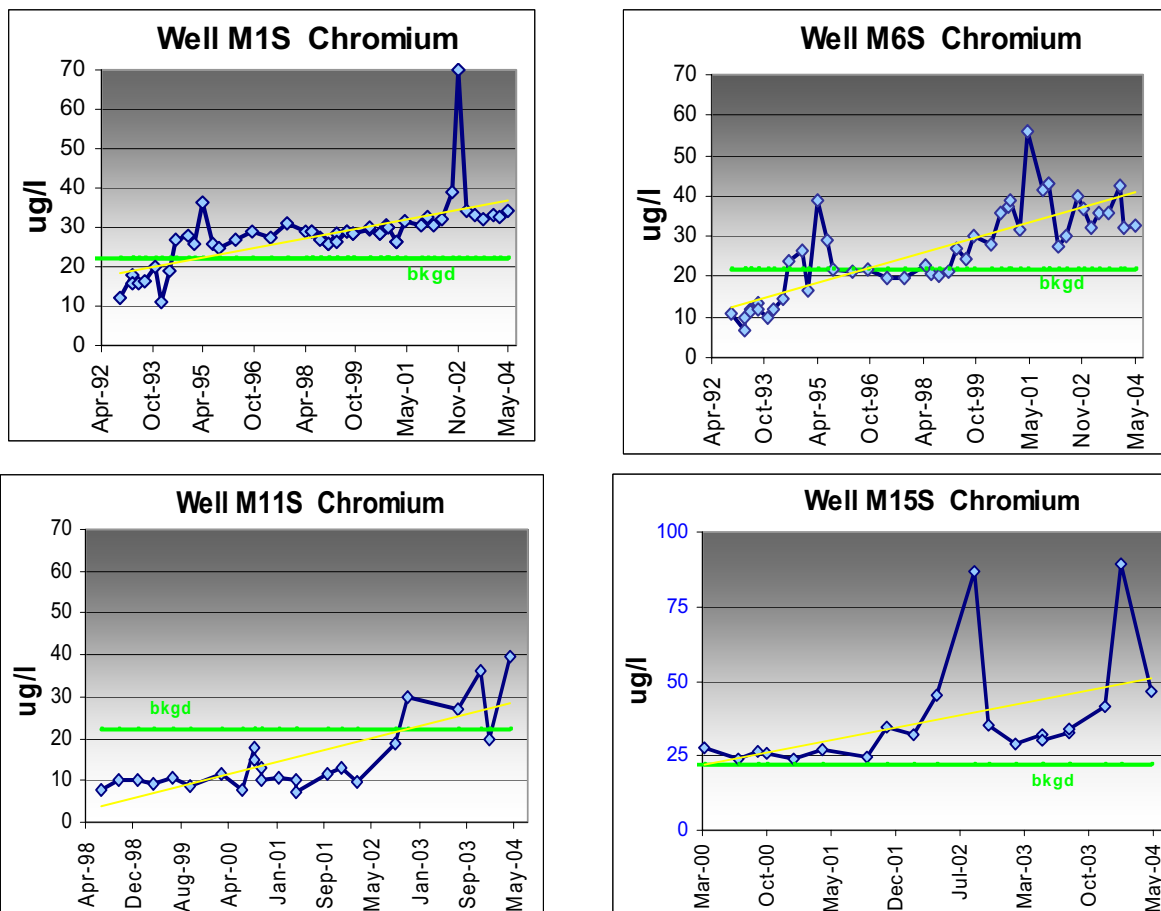 Well M1S Chromium
70
60
50
40
30
20
10
0
ug/l
bkgd
Apr-92
Oct-93
Apr-95
Oct-96
Apr-98
Oct-99
May-01
Nov-02
May-04
Well M6S Chromium
70
60
50
40
30
20
10
0
ug/l
bkgd
Apr-92
Oct-93
Apr-95
Oct-96
Apr-98
Oct-99
May-01
Nov-02
May-04
Well M11S Chromium
70
60
50
40
30
20
10
0
ug/l
bkgd
Apr-98
Dec-98
Aug-99
Apr-00
Jan-01
Sep-01
May-02
Jan-03
Sep-03
May-04
Well M15S Chromium
100
75
50
25
0
ug/l
bkgd
Mar-00
Oct-00
May-01
Dec-01
Jul-02
Mar-03
Oct-03
May-04